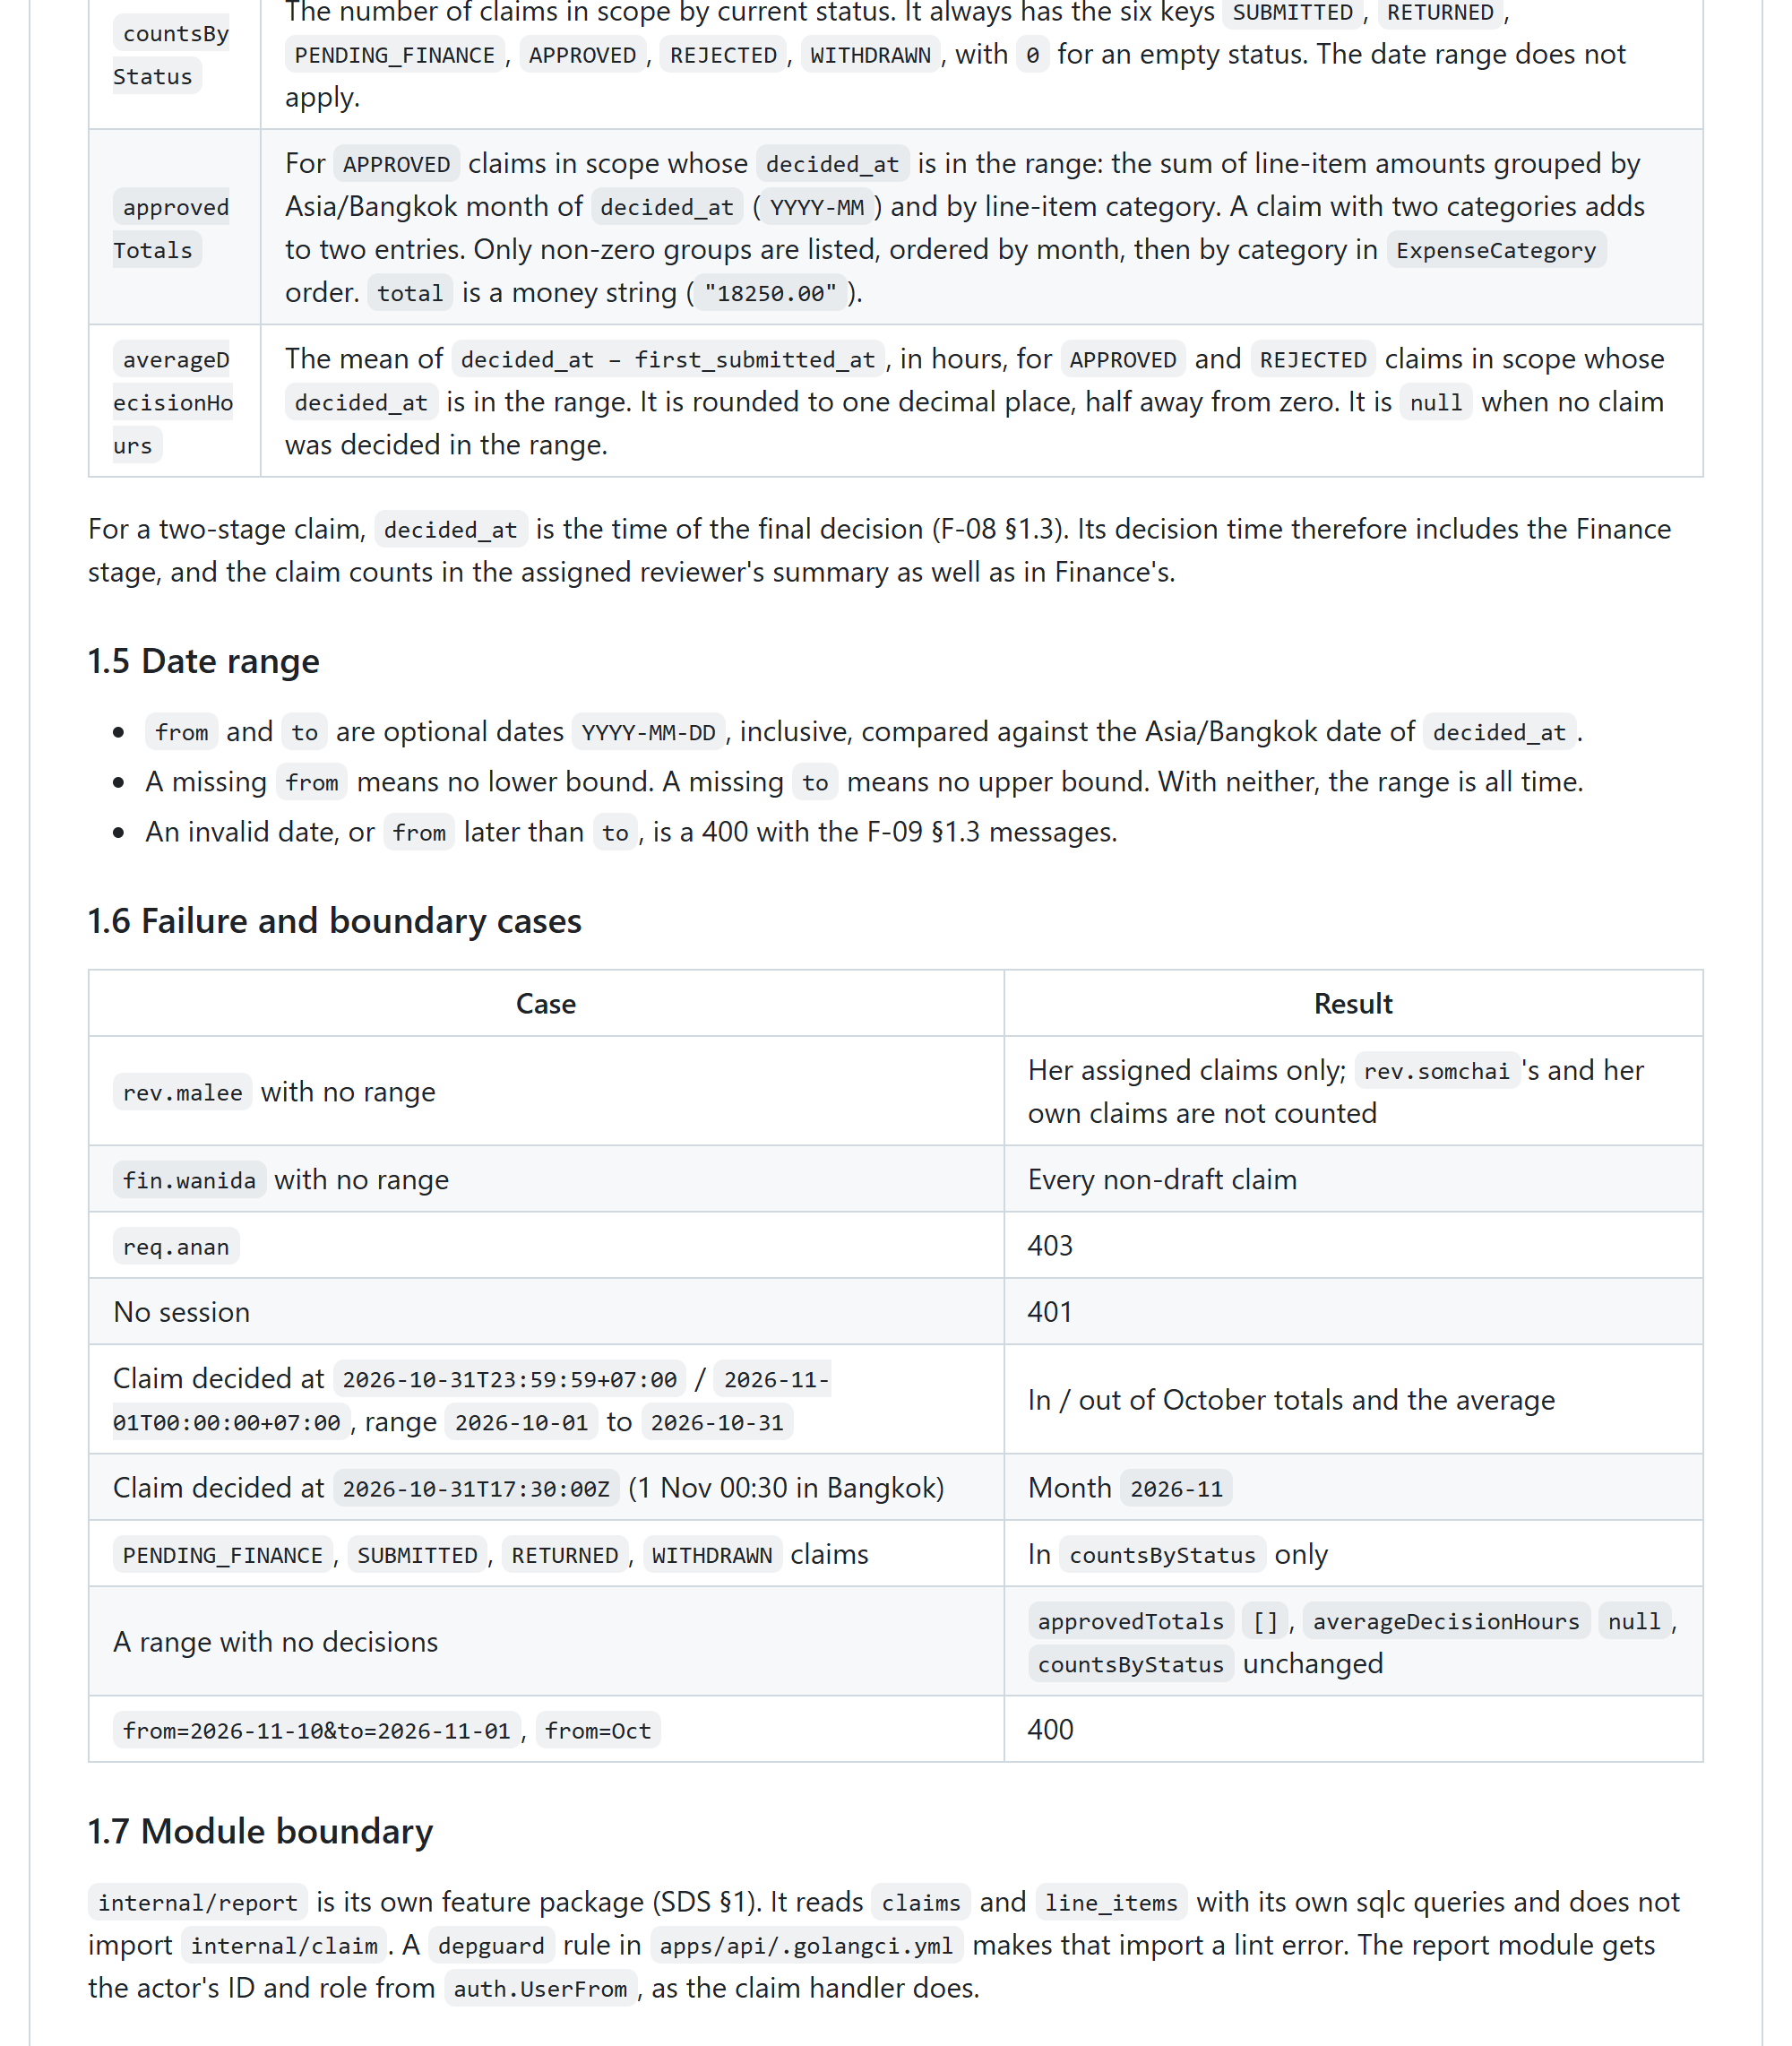 The number of claims in scope by current status. It always has the six keys SUBMITTED, RETURNED,
countsBy
Status
PENDING_FINANCE, APPROVED, REJECTED, WITHDRAWN, with 0 for an empty status. The date range does not
apply.
approved
Totals
For APPROVED claims in scope whose decided_at is in the range: the sum of line-item amounts grouped by
Asia/Bangkok month of decided_at (YYYY-MM) and by line-item category. A claim with two categories adds
to two entries. Only non-zero groups are listed, ordered by month, then by category in ExpenseCategory
order. total is a money string ("18250.00").
averageD
ecisionHo
urs
The mean of decided_at – first_submitted_at, in hours, for APPROVED and REJECTED claims in scope whose
decided_at is in the range. It is rounded to one decimal place, half away from zero. It is null when no claim
was decided in the range.
For a two-stage claim, decided_at is the time of the final decision (F-08 §1.3). Its decision time therefore includes the Finance
stage, and the claim counts in the assigned reviewer's summary as well as in Finance's.
1.5 Date range
• from and to are optional dates YYYY-MM-DD, inclusive, compared against the Asia/Bangkok date of decided_at.
• A missing from means no lower bound. A missing to means no upper bound. With neither, the range is all time.
• An invalid date, or from later than to, is a 400 with the F-09 §1.3 messages.
1.6 Failure and boundary cases
Case
Result
rev.malee with no range
Her assigned claims only; rev.somchai's and her
own claims are not counted
fin.wanida with no range
Every non-draft claim
req.anan
403
No session
401
Claim decided at 2026-10-31T23:59:59+07:00 / 2026-11-
01T00:00:00+07:00, range 2026-10-01 to 2026-10-31
In / out of October totals and the average
Claim decided at 2026-10-31T17:30:00Z (1 Nov 00:30 in Bangkok)
Month 2026-11
PENDING_FINANCE, SUBMITTED, RETURNED, WITHDRAWN claims
In countsByStatus only
A range with no decisions
approvedTotals [], averageDecisionHours null,
countsByStatus unchanged
from=2026-11-10&to=2026-11-01, from=Oct
400
1.7 Module boundary
internal/report is its own feature package (SDS §1). It reads claims and line_items with its own sqlc queries and does not
import internal/claim. A depguard rule in apps/api/.golangci.yml makes that import a lint error. The report module gets
the actor's ID and role from auth.UserFrom, as the claim handler does.